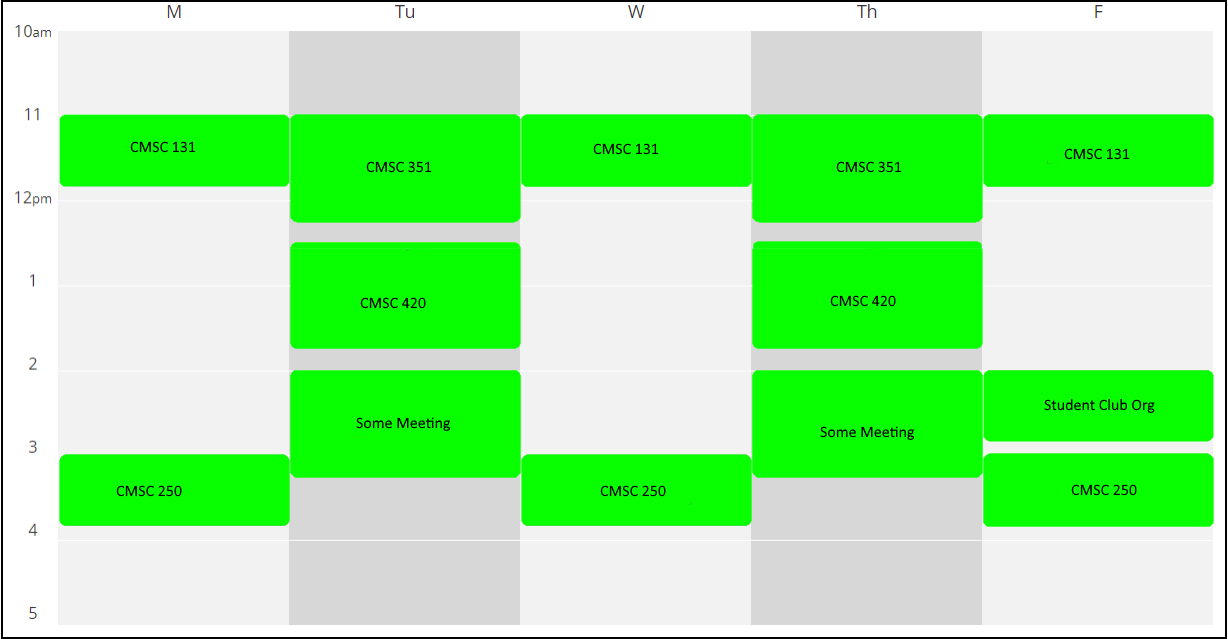 M Tu W Th F
10am
11
CMSC 131 CMSC 351 CMSC 131 CMSC 351 CMSC 131
12pm
1
CMSC 420 CMSC 420
2
Some Meeting Some Meeting Student Club Org
3
CMSC 250 CMSC 250 CMSC 250
4
5